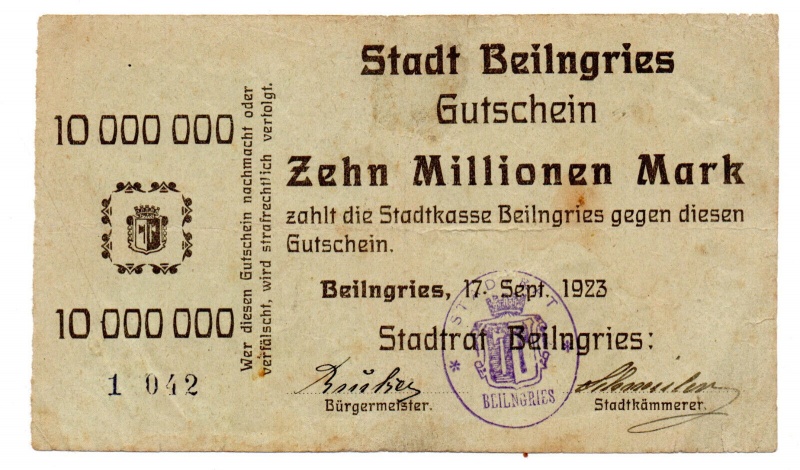 10 000 000
10 000 000
1 042
Wer diesen Gutschein nachmacht oder
verfälscht, wird strafrechtlich verfolgt.
Stadt Beilngries
Gutschein
Zehn Millionen Mark
zahlt die Stadtkasse Beilngries gegen diesen
Gutschein.
Beilngries, 17. Sept. 1923
Stadtrat Beilngries:
Bürgermeister.
Stadtkämmerer.
BEILNGRIES